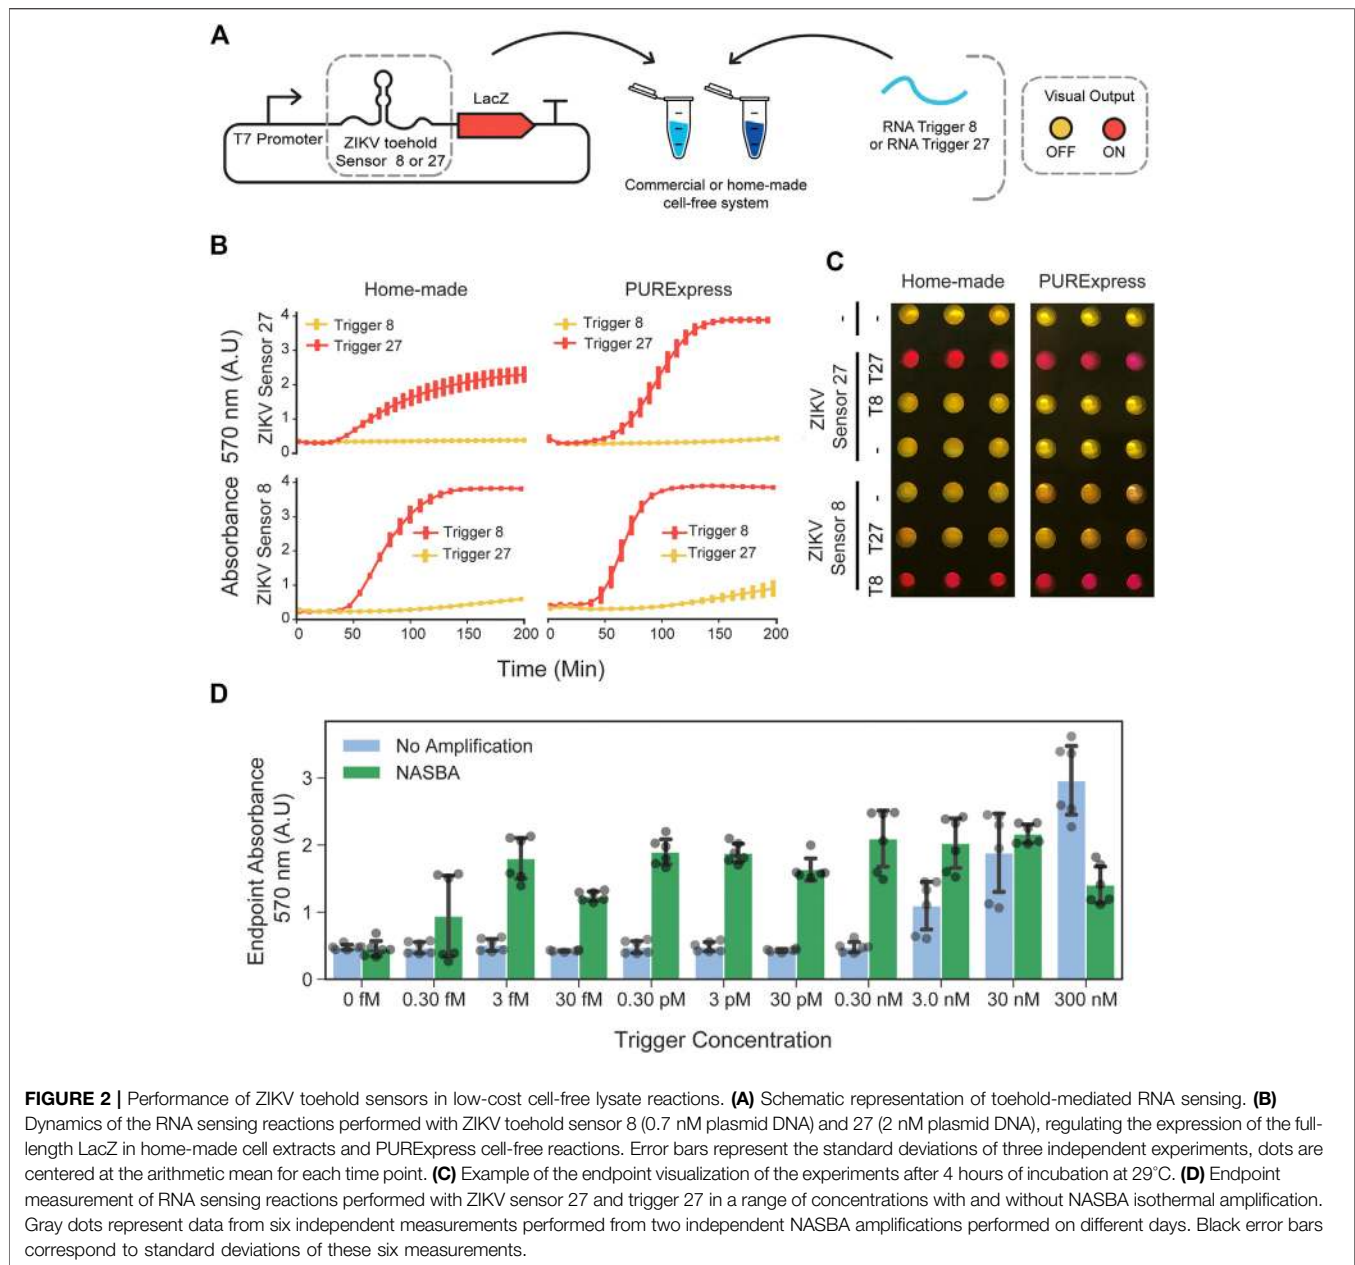 A
T7 Promoter
ZIKV toehold
Sensor 8 or 27
LacZ
Commercial or home-made
cell-free system
RNA Trigger 8
or RNA Trigger 27
Visual Output
OFF
ON
B
Home-made
PURExpress
Absorbance 570 nm (A.U)
ZIKV Sensor 27
4
3
2
1
0
Trigger 8
Trigger 27
Trigger 8
Trigger 27
ZIKV Sensor 8
4
3
2
1
0
Trigger 8
Trigger 27
Trigger 8
Trigger 27
0 50 100 150 200
0 50 100 150 200
Time (Min)
C
Home-made
PURExpress
- -
ZIKV
Sensor 27
T27
T8
-
ZIKV
Sensor 8
-
T27
T8
D
Endpoint Absorbance
570 nm (A.U)
3
2
1
0
No Amplification
NASBA
0 fM 0.30 fM 3 fM 30 fM 0.30 pM 3 pM 30 pM 0.30 nM 3.0 nM 30 nM 300 nM
Trigger Concentration
FIGURE 2 | Performance of ZIKV toehold sensors in low-cost cell-free lysate reactions. (A) Schematic representation of toehold-mediated RNA sensing. (B)
Dynamics of the RNA sensing reactions performed with ZIKV toehold sensor 8 (0.7 nM plasmid DNA) and 27 (2 nM plasmid DNA), regulating the expression of the full-
length LacZ in home-made cell extracts and PURExpress cell-free reactions. Error bars represent the standard deviations of three independent experiments, dots are
centered at the arithmetic mean for each time point. (C) Example of the endpoint visualization of the experiments after 4 hours of incubation at 29°C. (D) Endpoint
measurement of RNA sensing reactions performed with ZIKV sensor 27 and trigger 27 in a range of concentrations with and without NASBA isothermal amplification.
Gray dots represent data from six independent measurements performed from two independent NASBA amplifications performed on different days. Black error bars
correspond to standard deviations of these six measurements.